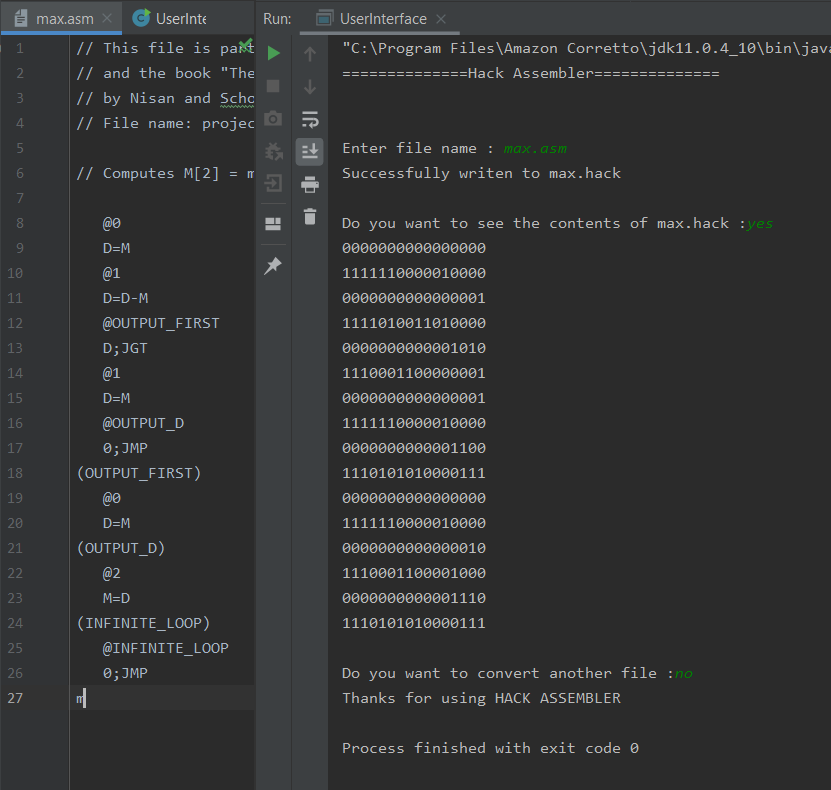 max.asm
UserInte
1 // This file is part
2 // and the book "The
3 // by Nisan and Scho
4 // File name: projec
5
6 // Computes M[2] = m
7
8 @0
9 D=M
10 @1
11 D=D-M
12 @OUTPUT_FIRST
13 D;JGT
14 @1
15 D=M
16 @OUTPUT_D
17 0;JMP
18 (OUTPUT_FIRST)
19 @0
20 D=M
21 (OUTPUT_D)
22 @2
23 M=D
24 (INFINITE_LOOP)
25 @INFINITE_LOOP
26 0;JMP
27 m
Run: UserInterface
"C:\Program Files\Amazon Corretto\jdk11.0.4_10\bin\java
==============Hack Assembler==============
Enter file name : max.asm
Successfully writen to max.hack
Do you want to see the contents of max.hack :yes
0000000000000000
1111110000010000
0000000000000001
1111010011010000
0000000000001010
1110001100000001
0000000000000001
1111110000010000
0000000000001100
1110101010000111
0000000000000000
1111110000010000
0000000000000010
1110001100001000
0000000000001110
1110101010000111
Do you want to convert another file :no
Thanks for using HACK ASSEMBLER
Process finished with exit code 0